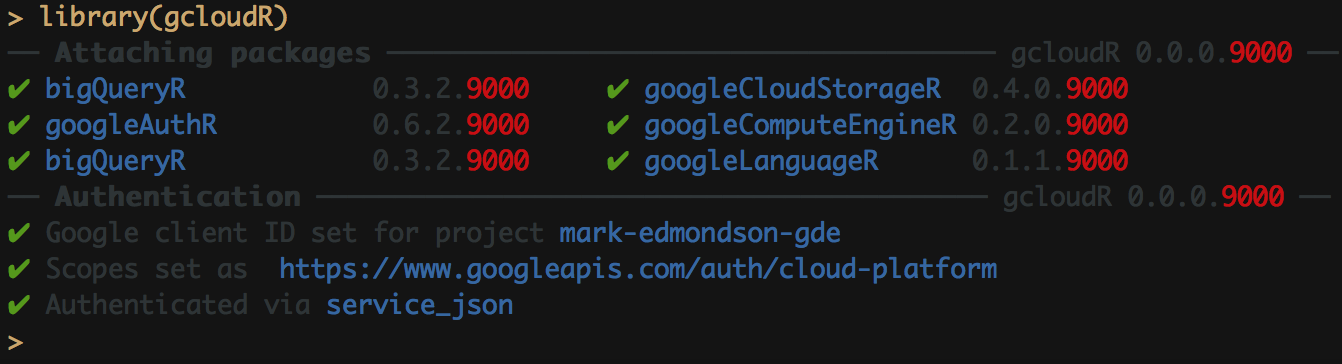 > library(gcloudR)
── Attaching packages ────────────────────────── gcloudR 0.0.0.9000 ──
✔ bigQueryR 0.3.2.9000 ✔ googleCloudStorageR 0.4.0.9000
✔ googleAuthR 0.6.2.9000 ✔ googleComputeEngineR 0.2.0.9000
✔ bigQueryR 0.3.2.9000 ✔ googleLanguageR 0.1.1.9000
── Authentication ────────────────────────── gcloudR 0.0.0.9000 ──
✔ Google client ID set for project mark-edmondson-gde
✔ Scopes set as  https://www.googleapis.com/auth/cloud-platform
✔ Authenticated via service_json
>